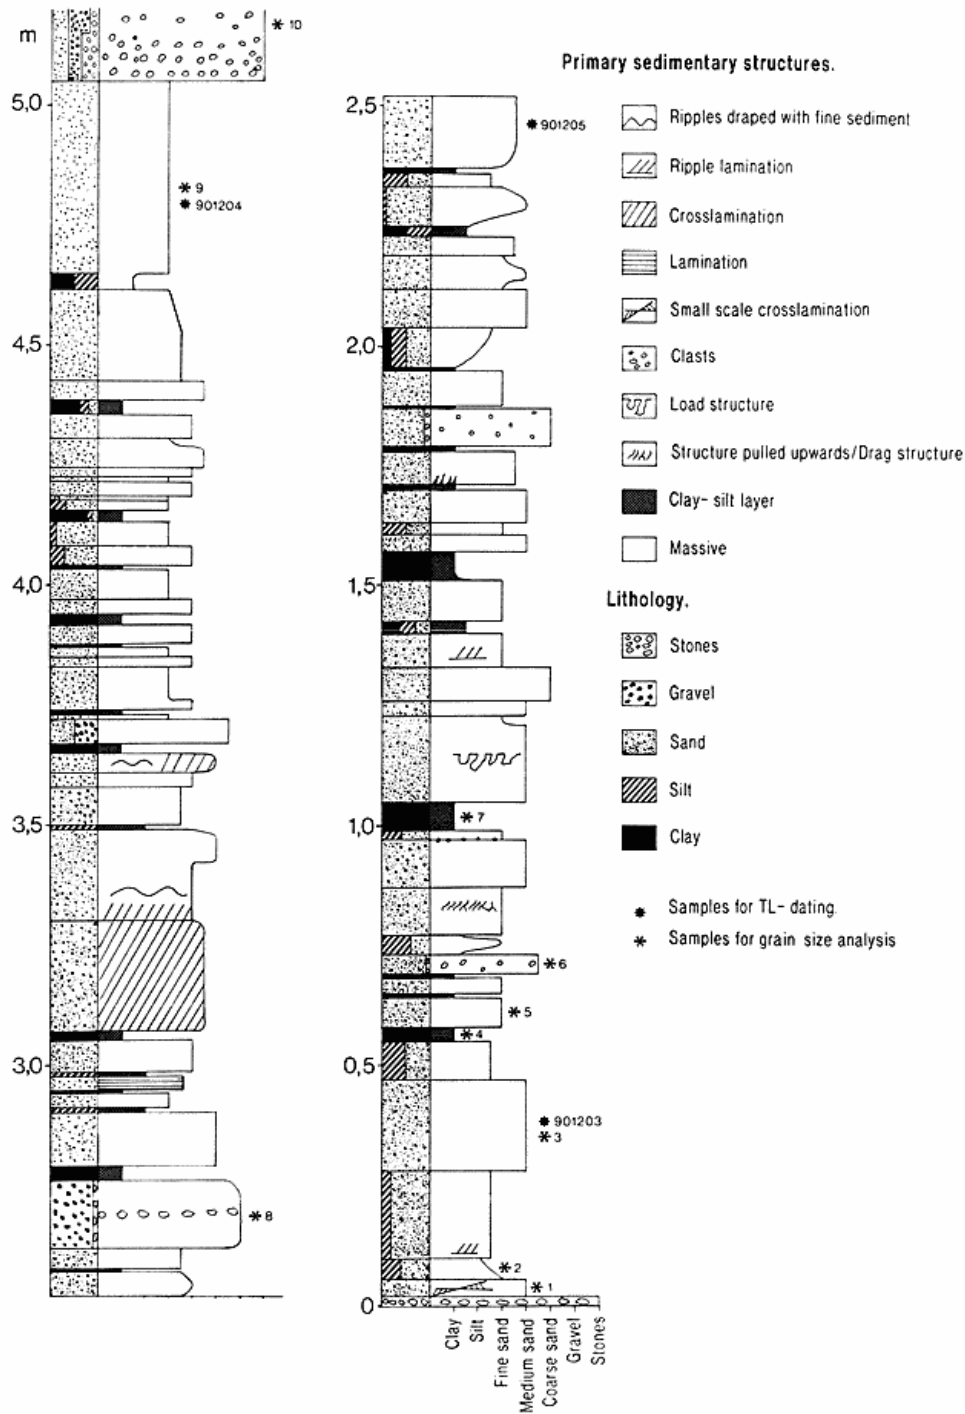 m
* 10
5,0
* 9
901204
4,5
4,0
3,5
3,0
* 8
2,5
901205
2,0
1,5
1,0
* 7
* 6
* 5
* 4
0,5
901203
* 3
* 2
* 1
0
Clay
Silt
Fine sand
Medium sand
Coarse sand
Gravel
Stones
Primary sedimentary structures.
Ripples draped with fine sediment
Ripple lamination
Crosslamination
Lamination
Small scale crosslamination
Clasts
Load structure
Structure pulled upwards/Drag structure
Clay- silt layer
Massive
Lithology.
Stones
Gravel
Sand
Silt
Clay
Samples for TL- dating.
* Samples for grain size analysis